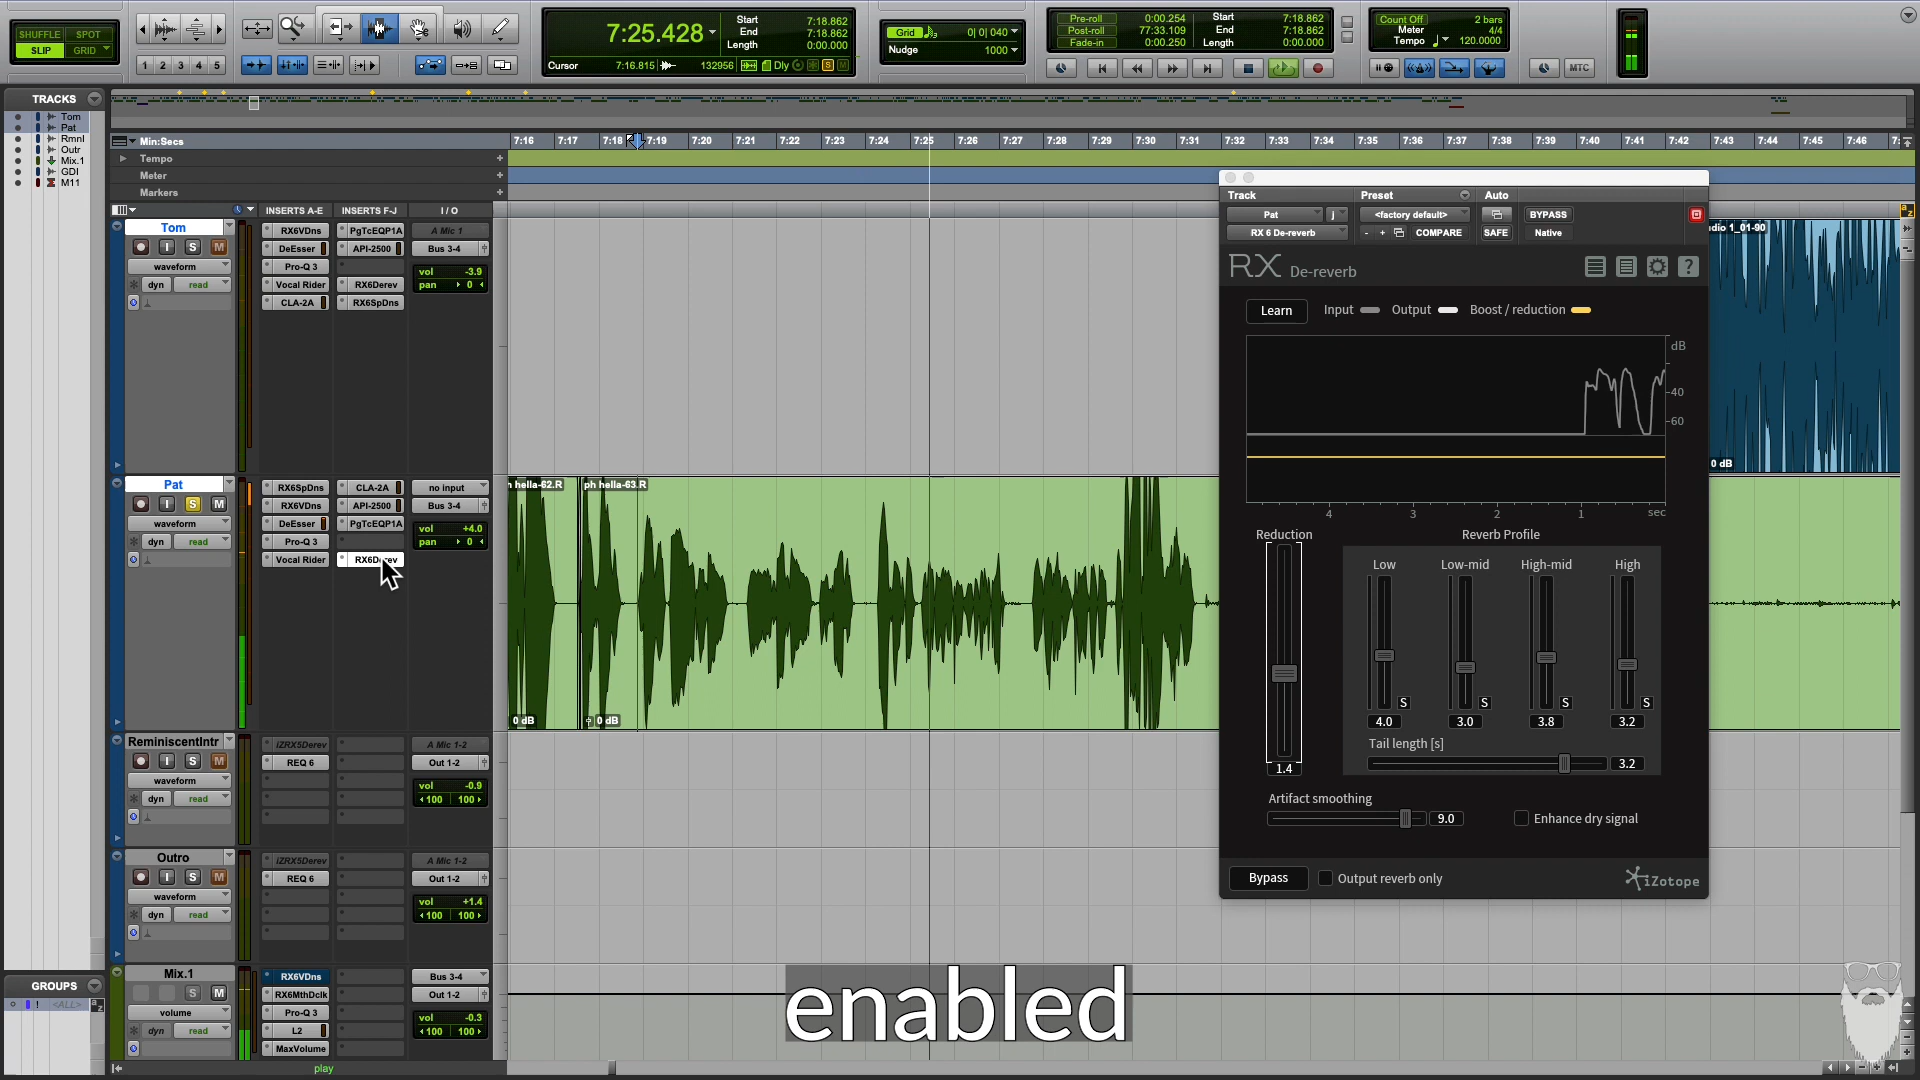 SHUFFLE SPOT
SLIP GRID
1 2 3 4 5
7:25.428
Start 7:18.862
End 7:18.862
Length 0:00.000
Cursor 7:16.815 132956 Dly S M
Grid 0| 0| 040
Nudge 1000
Pre-roll 0:00.254
Post-roll 77:33.109
Fade-in 0:00.250
Start 7:18.862
End 7:18.862
Length 0:00.000
Count Off 2 bars
Meter 4/4
Tempo 120.0000
MTC
TRACKS
Tom
Pat
Rmnl
Outr
Mix.1
GDI
M11
Min:Secs
7:16 7:17 7:18 7:19 7:20 7:21 7:22 7:23 7:24 7:25 7:26 7:27 7:28 7:29 7:30 7:31 7:32 7:33 7:34 7:35 7:36 7:37 7:38 7:39 7:40 7:41 7:42 7:43 7:44 7:45 7:46
Tempo
Meter
Markers
INSERTS A-E INSERTS F-J I / O
Tom
I S M
waveform
dyn read
RX6VDns
DeEsser
Pro-Q 3
Vocal Rider
CLA-2A
PgTcEQP1A
API-2500
RX6Derev
RX6SpDns
A Mic 1
Bus 3-4
vol -3.9
pan 0
Pat
I S M
waveform
dyn read
RX6SpDns
RX6VDns
DeEsser
Pro-Q 3
Vocal Rider
CLA-2A
API-2500
PgTcEQP1A
RX6Derev
no input
Bus 3-4
vol +4.0
pan 0
h hella-62.R
ph hella-63.R
0 dB
0 dB
dio 1_01-90
0 dB
ReminiscentIntr
I S M
waveform
dyn read
iZRX5Derev
REQ 6
A Mic 1-2
Out 1-2
vol -0.9
100 100
Outro
I S M
waveform
dyn read
iZRX5Derev
REQ 6
A Mic 1-2
Out 1-2
vol +1.4
100 100
Mix.1
S M
volume
dyn read
RX6VDns
RX6MthDclk
Pro-Q 3
L2
MaxVolume
Bus 3-4
Out 1-2
vol -0.3
100 100
GROUPS
! <ALL>
a z
play
Track Preset Auto
Pat j <factory default> BYPASS
RX 6 De-reverb - + COMPARE SAFE Native
RX De-reverb
?
Learn Input Output Boost / reduction
dB
-40
-60
4 3 2 1 sec
Reduction
1.4
Reverb Profile
Low Low-mid High-mid High
S S S S
4.0 3.0 3.8 3.2
Tail length [s]
3.2
Artifact smoothing
9.0
Enhance dry signal
Bypass Output reverb only
iZotope
enabled